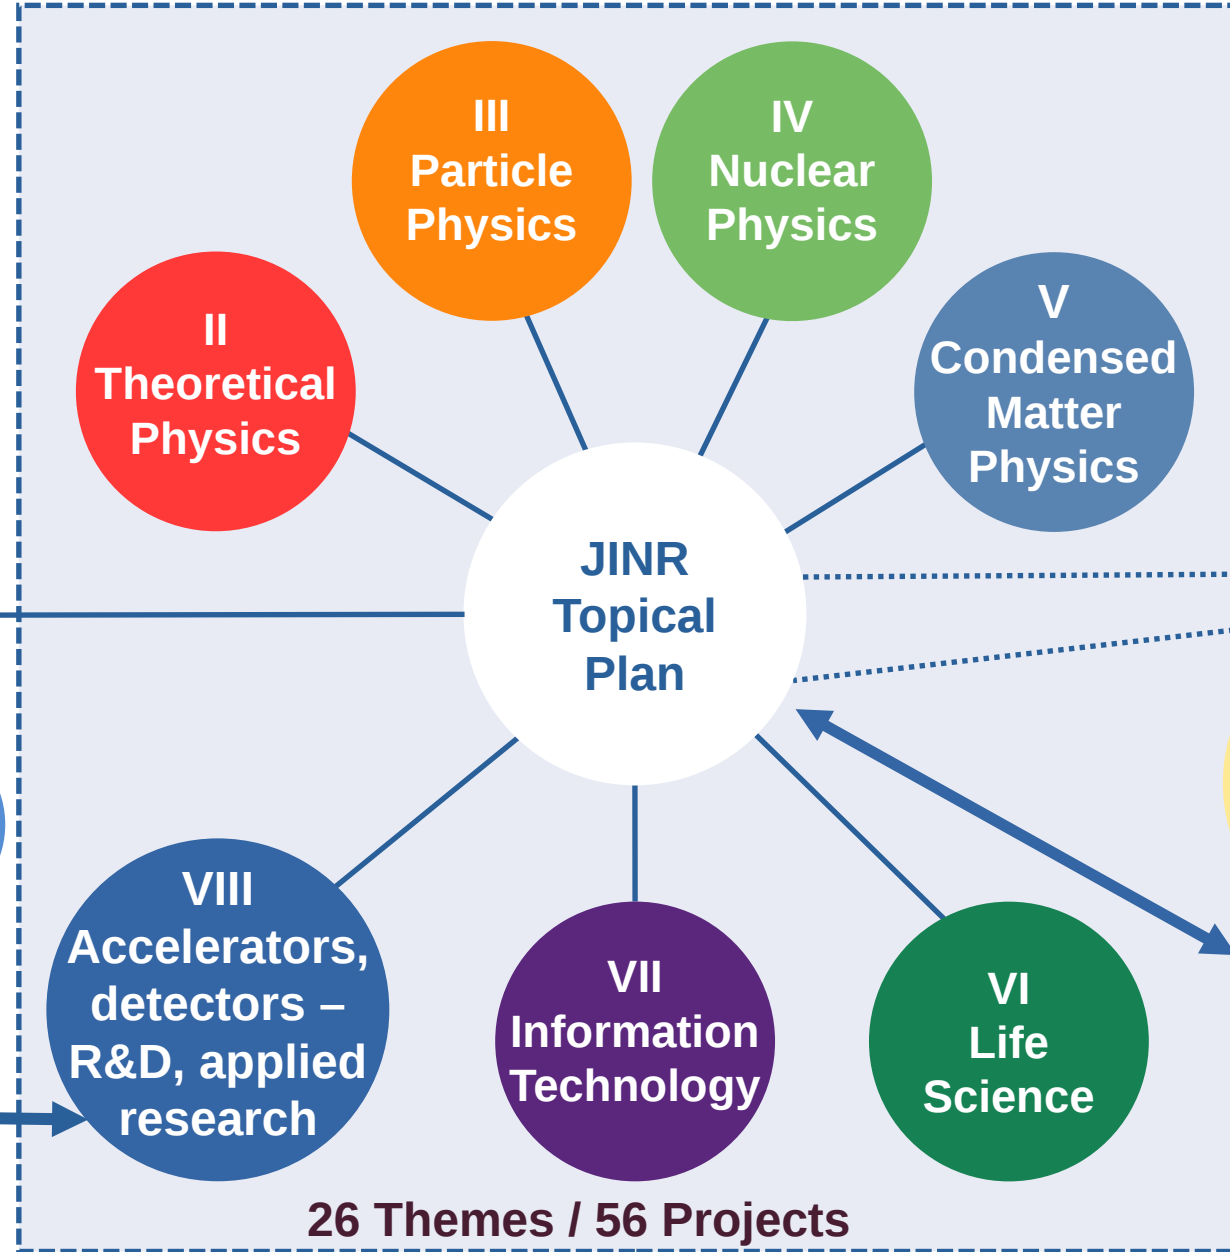 III
Particle
Physics
IV
Nuclear
Physics
II
Theoretical
Physics
V
Condensed
Matter
Physics
JINR
Topical
Plan
VIII
Accelerators,
detectors –
R&D, applied
research
VII
Information
Technology
VI
Life
Science
26 Themes / 56 Projects